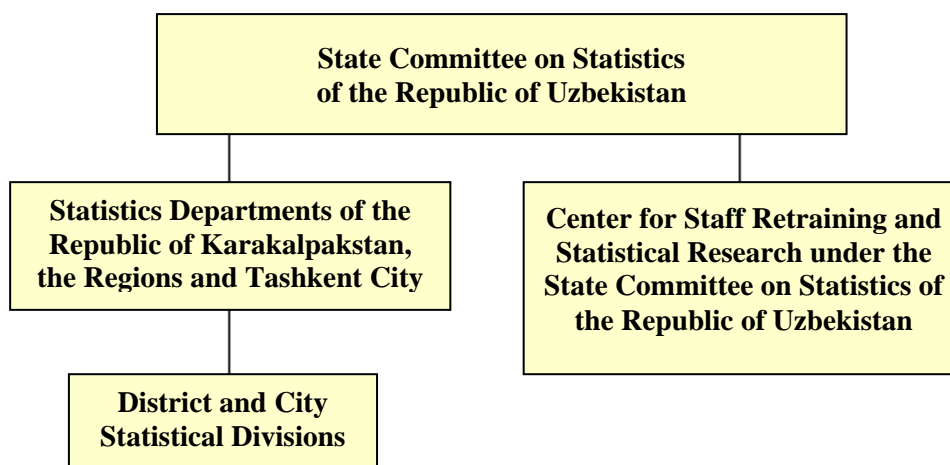 State Committee on Statistics
of the Republic of Uzbekistan
Statistics Departments of the
Republic of Karakalpakstan,
the Regions and Tashkent City
Center for Staff Retraining and
Statistical Research under the
State Committee on Statistics of
the Republic of Uzbekistan
District and City
Statistical Divisions